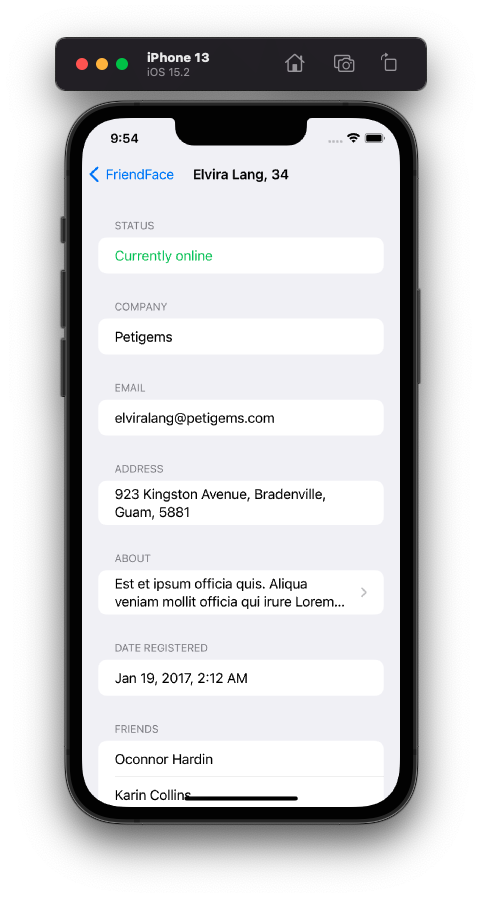 iPhone 13
iOS 15.2
9:54
FriendFace
Elvira Lang, 34
STATUS
Currently online
COMPANY
Petigems
EMAIL
elviralang@petigems.com
ADDRESS
923 Kingston Avenue, Bradenville,
Guam, 5881
ABOUT
Est et ipsum officia quis. Aliqua
veniam mollit officia qui irure Lorem...
DATE REGISTERED
Jan 19, 2017, 2:12 AM
FRIENDS
Oconnor Hardin
Karin Collins